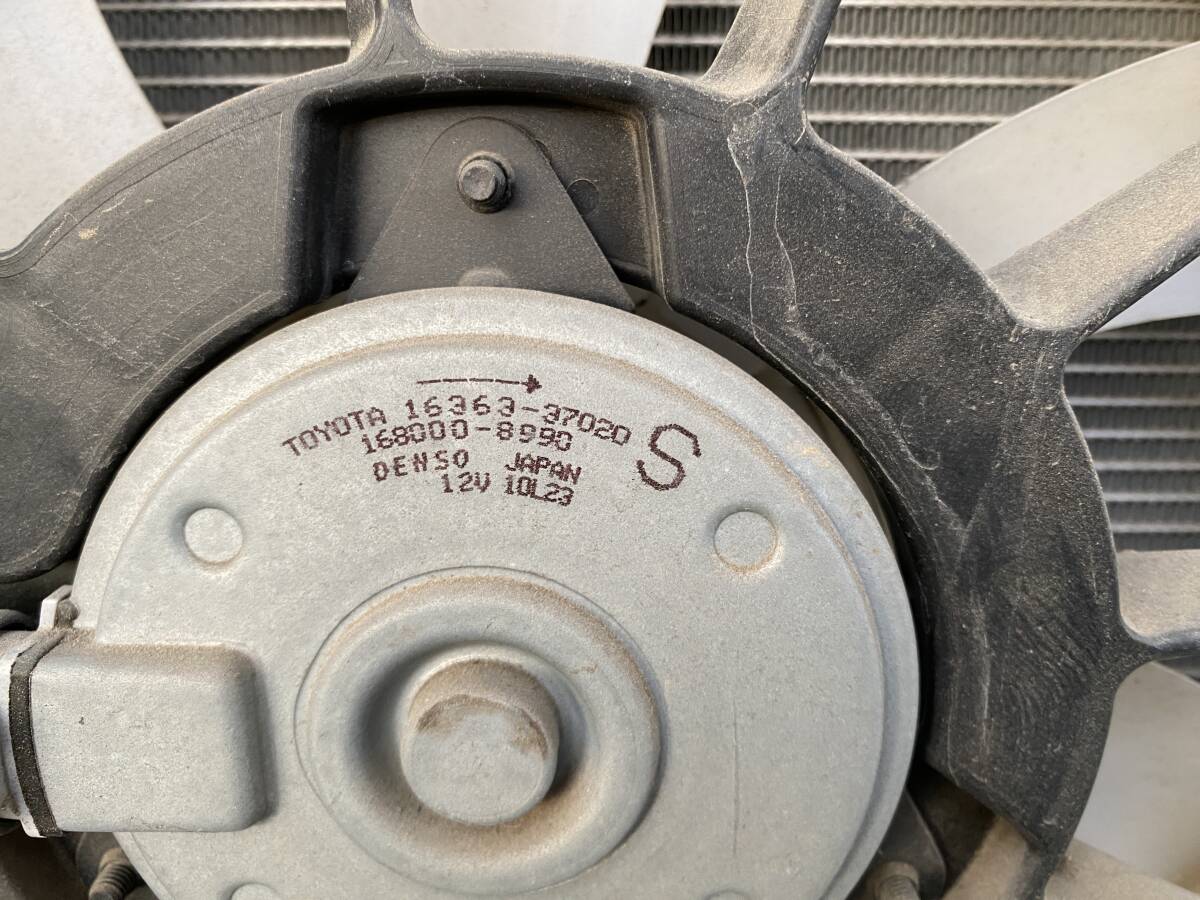 TOYOTA 16363-37020
168000-8990 S
DENSO JAPAN
12V 10L23